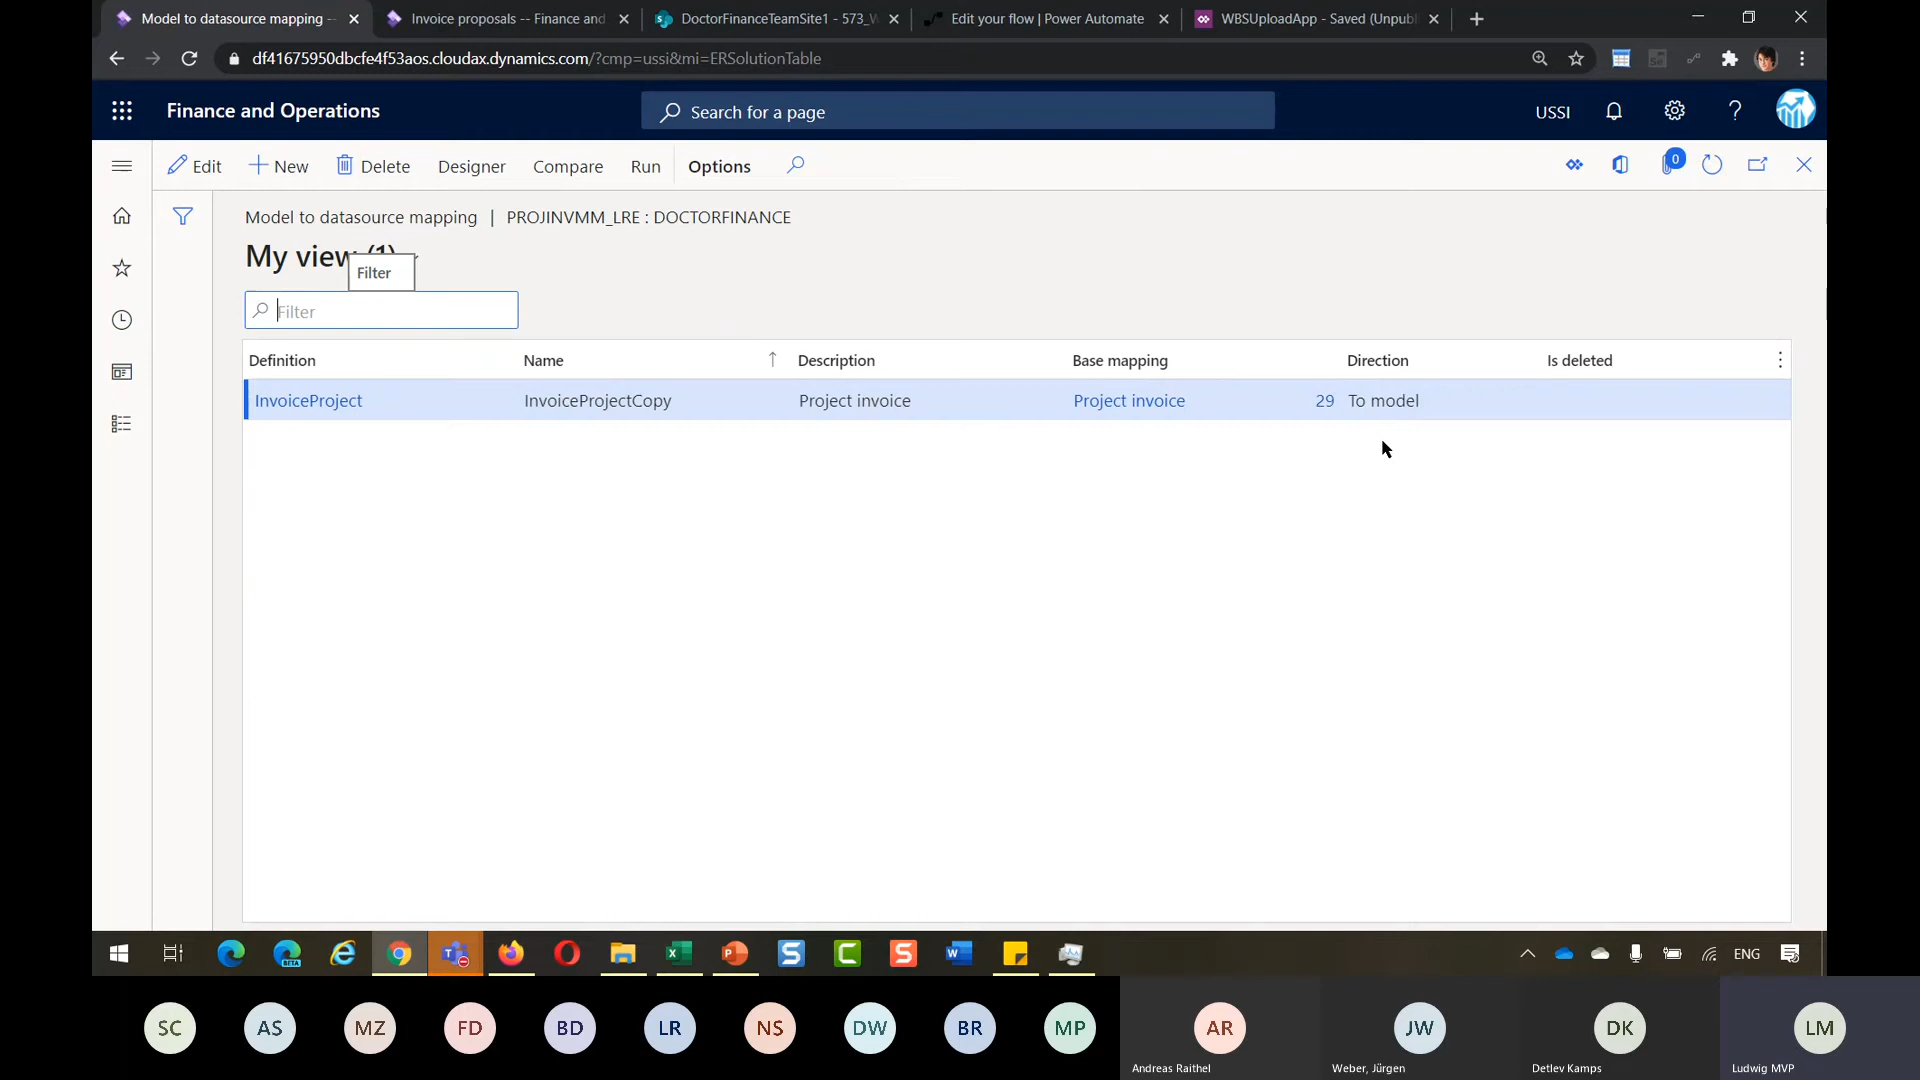 Model to datasource mapping --
Invoice proposals -- Finance and
DoctorFinanceTeamSite1 - 573_W
Edit your flow | Power Automate
WBSUploadApp - Saved (Unpubl
df41675950dbcfe4f53aos.cloudax.dynamics.com/?cmp=ussi&mi=ERSolutionTable
Finance and Operations
Search for a page
USSI
Edit
New
Delete
Designer
Compare
Run
Options
0
Model to datasource mapping | PROJINVMM_LRE : DOCTORFINANCE
My view (1)
Filter
Filter
Definition Name Description Base mapping Direction Is deleted
InvoiceProject InvoiceProjectCopy Project invoice Project invoice 29 To model
BETA
ENG
SC AS MZ FD BD LR NS DW BR MP AR JW DK LM
Andreas Raithel Weber, Jürgen Detlev Kamps Ludwig MVP